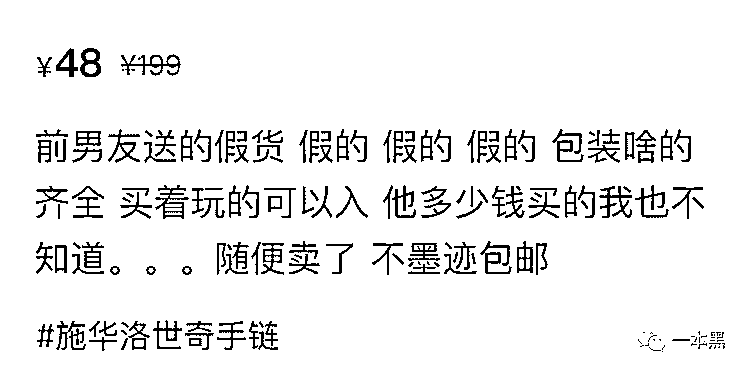 ¥48 ¥199
前男友送的假货 假的 假的 假的 包装啥的
齐全 买着玩的可以入 他多少钱买的我也不
知道。。。随便卖了 不墨迹包邮
#施华洛世奇手链
一本黑